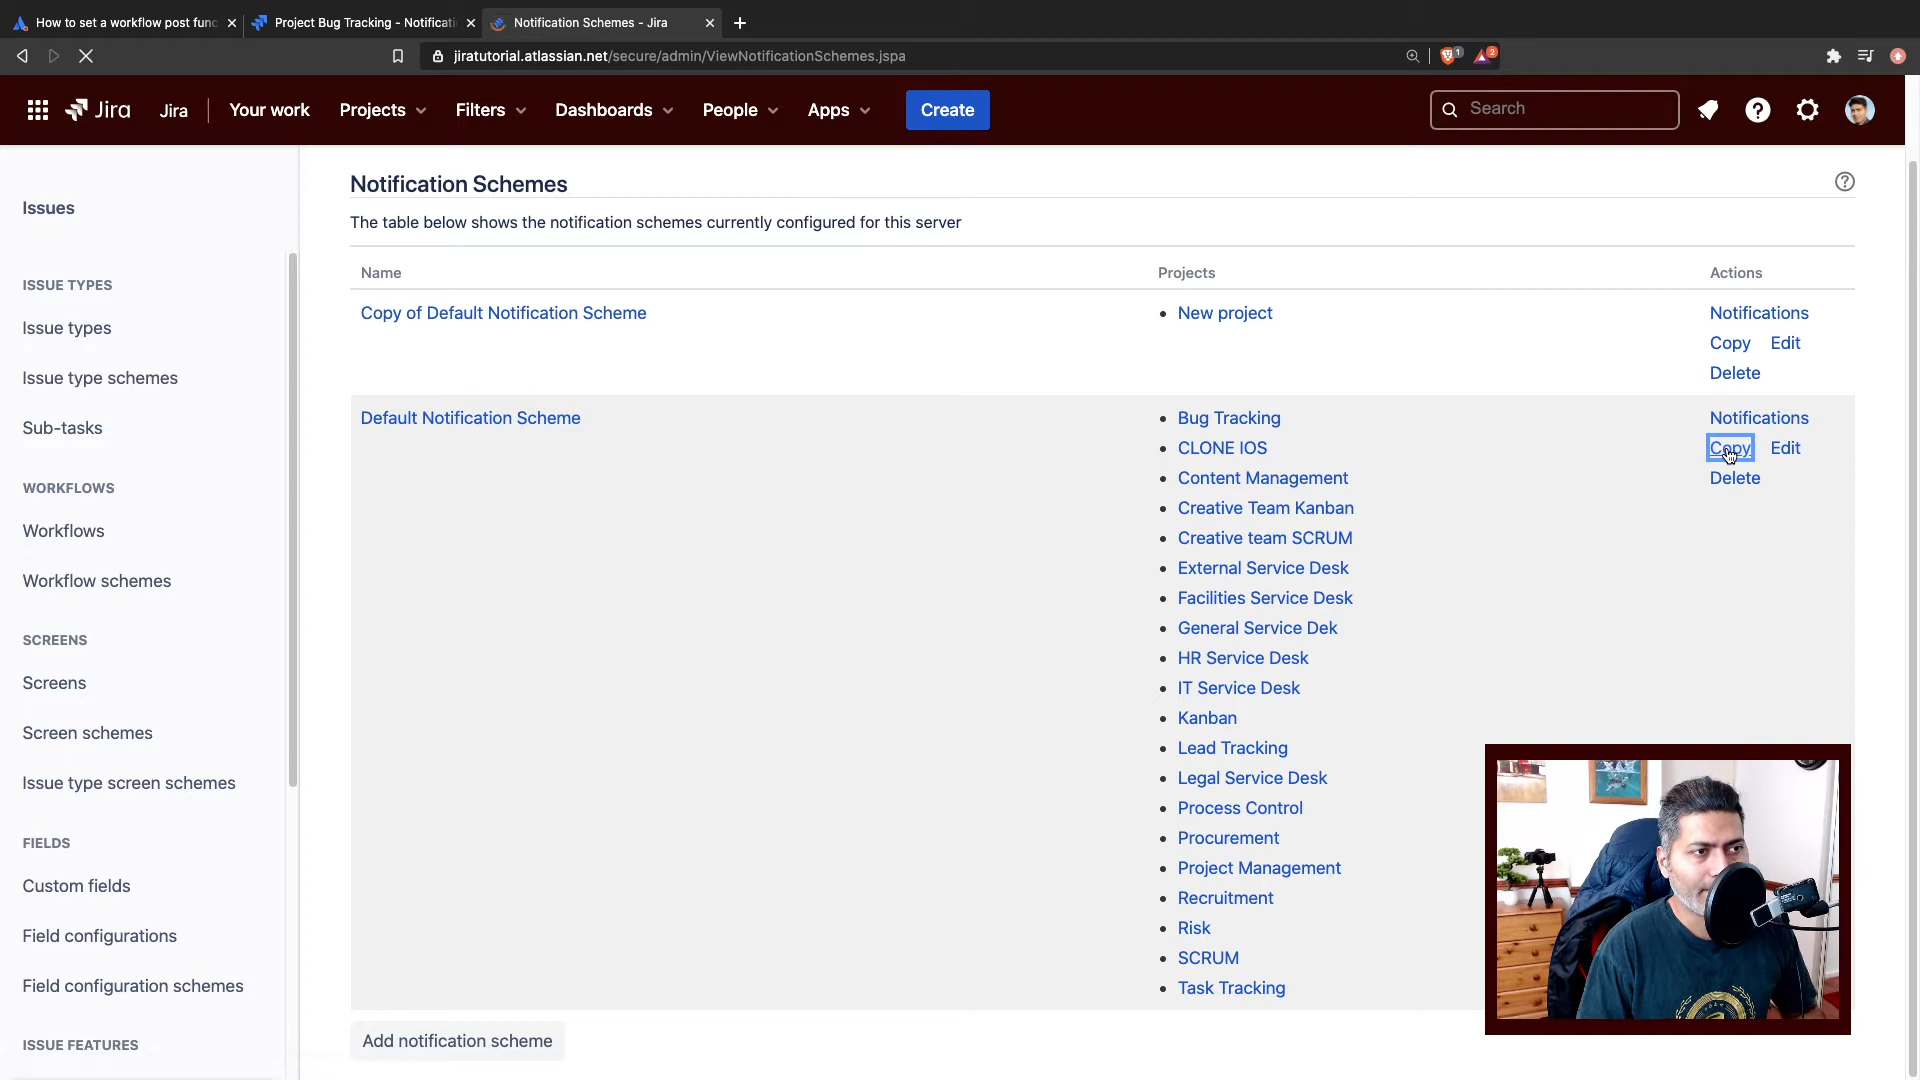 How to set a workflow post func
Project Bug Tracking - Notificati
Notification Schemes - Jira
jiratutorial.atlassian.net/secure/admin/ViewNotificationSchemes.jspa
1
2
Jira
Jira
Your work
Projects
Filters
Dashboards
People
Apps
Create
Search
Issues
ISSUE TYPES
Issue types
Issue type schemes
Sub-tasks
WORKFLOWS
Workflows
Workflow schemes
SCREENS
Screens
Screen schemes
Issue type screen schemes
FIELDS
Custom fields
Field configurations
Field configuration schemes
ISSUE FEATURES
Notification Schemes
The table below shows the notification schemes currently configured for this server
Name Projects Actions
Copy of Default Notification Scheme
New project
Notifications
Copy Edit
Delete
Default Notification Scheme
Bug Tracking
CLONE IOS
Content Management
Creative Team Kanban
Creative team SCRUM
External Service Desk
Facilities Service Desk
General Service Dek
HR Service Desk
IT Service Desk
Kanban
Lead Tracking
Legal Service Desk
Process Control
Procurement
Project Management
Recruitment
Risk
SCRUM
Task Tracking
Notifications
Copy Edit
Delete
Add notification scheme